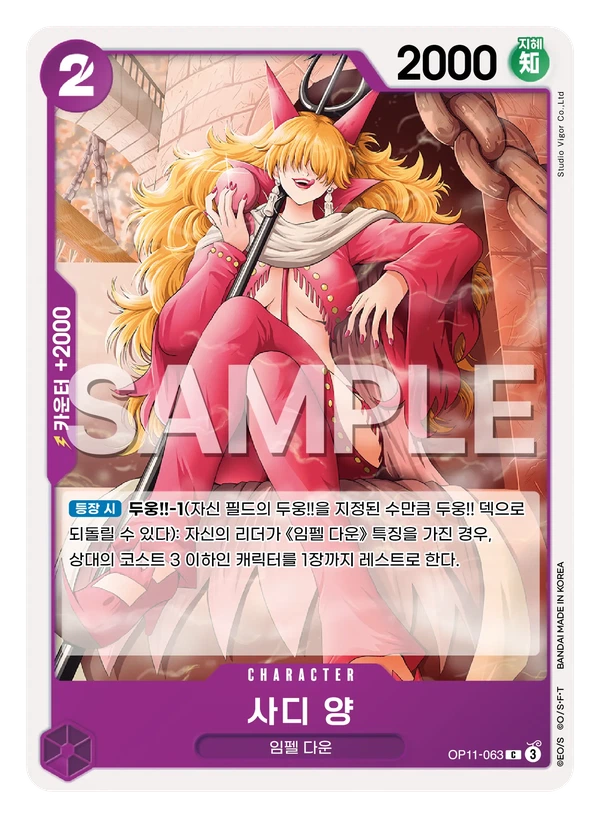 2
2000
지혜
知
Studio Vigor Co.,Ltd
카운터 +2000
SAMPLE
등장 시 두웅!!-1(자신 필드의 두웅!!을 지정된 수만큼 두웅!! 덱으로
되돌릴 수 있다): 자신의 리더가 《임펠 다운》 특징을 가진 경우,
상대의 코스트 3 이하인 캐릭터를 1장까지 레스트로 한다.
CHARACTER
사디 양
임펠 다운
OP11-063 C 3
©E.O/S ©O/S·F·T BANDAI MADE IN KOREA